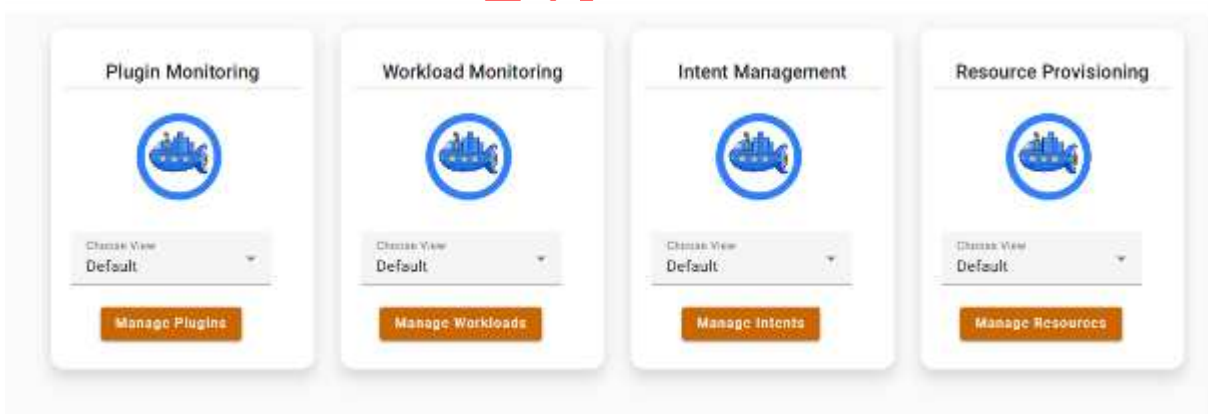 Plugin Monitoring
Workload Monitoring
Intent Management
Resource Provisioning
Choose View
Default
Choose View
Default
Choose View
Default
Choose View
Default
Manage Plugins
Manage Workloads
Manage Intents
Manage Resources